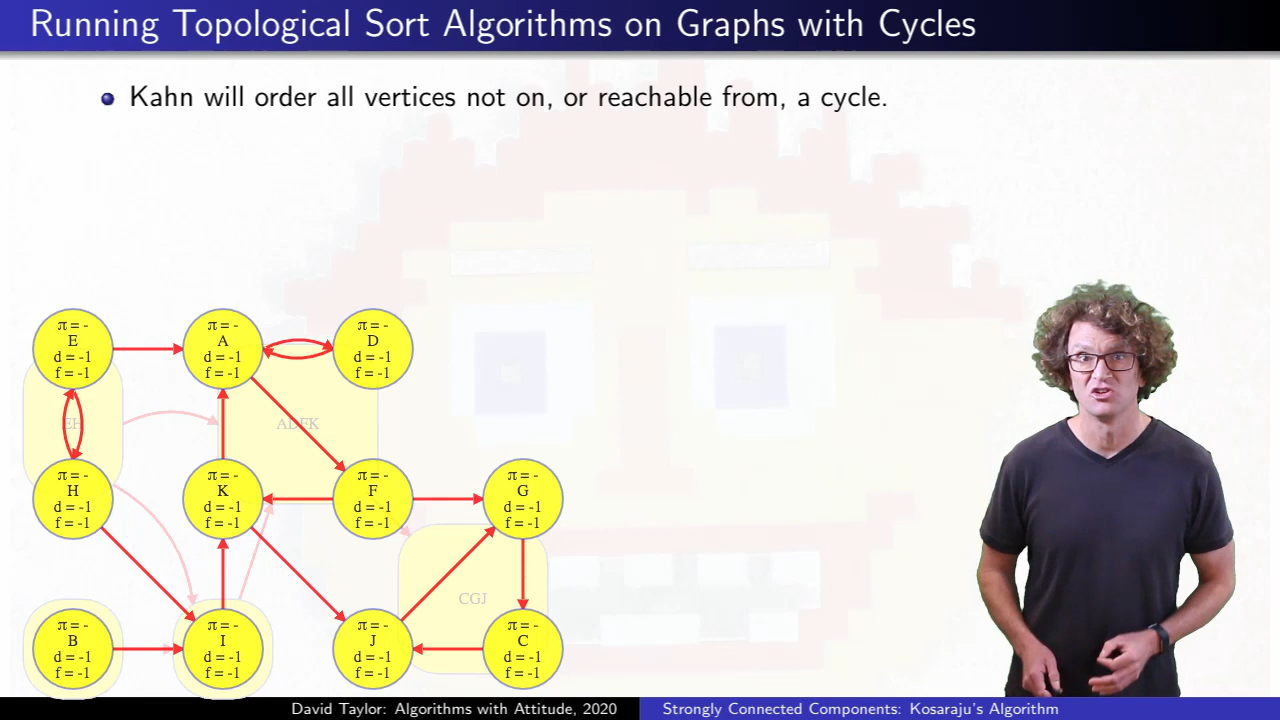 Running Topological Sort Algorithms on Graphs with Cycles
Kahn will order all vertices not on, or reachable from, a cycle.
π = -
E
d = -1
f = -1
π = -
A
d = -1
f = -1
π = -
D
d = -1
f = -1
EH
ADFK
π = -
H
d = -1
f = -1
π = -
K
d = -1
f = -1
π = -
F
d = -1
f = -1
π = -
G
d = -1
f = -1
CGJ
π = -
B
d = -1
f = -1
π = -
I
d = -1
f = -1
π = -
J
d = -1
f = -1
π = -
C
d = -1
f = -1
David Taylor: Algorithms with Attitude, 2020
Strongly Connected Components: Kosaraju's Algorithm